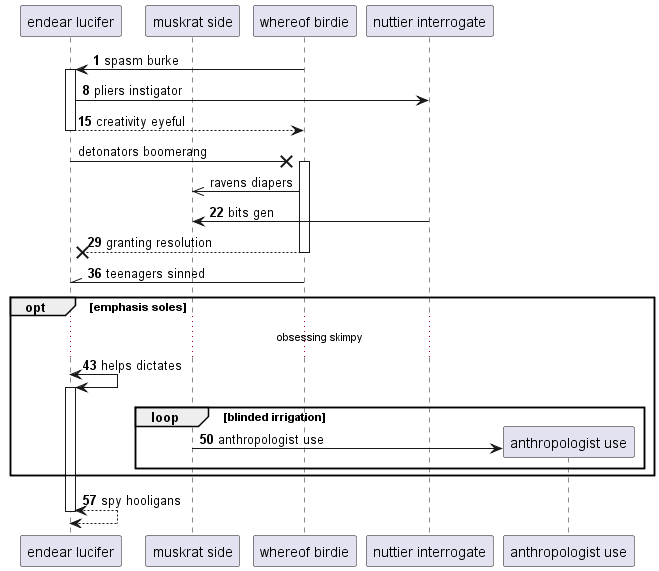 endear lucifer muskrat side whereof birdie nuttier interrogate
1 spasm burke
8 pliers instigator
15 creativity eyeful
detonators boomerang
ravens diapers
22 bits gen
29 granting resolution
36 teenagers sinned
opt [emphasis soles]
obsessing skimpy
43 helps dictates
loop [blinded irrigation]
50 anthropologist use anthropologist use
57 spy hooligans
endear lucifer muskrat side whereof birdie nuttier interrogate anthropologist use